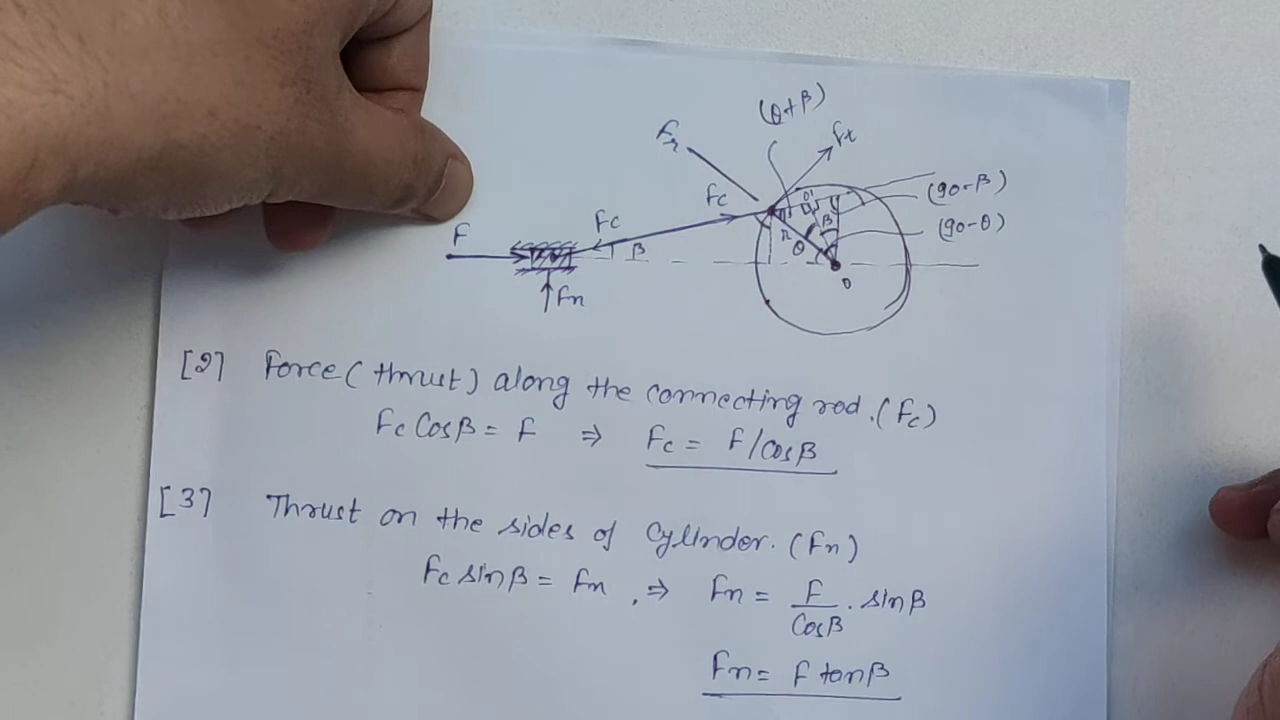 (θ+β)
Fr
Ft
Fc
Fc
(90-β)
(90-θ)
F
β
β
R
θ
O
Fn
[2] Force (thrust) along the connecting rod. (Fc)
Fc Cosβ = F ⇒ Fc = F/cosβ
[3] Thrust on the sides of Cylinder. (Fn)
Fc sinβ = Fn , ⇒ Fn = F/Cosβ . sinβ
Fn = F tanβ